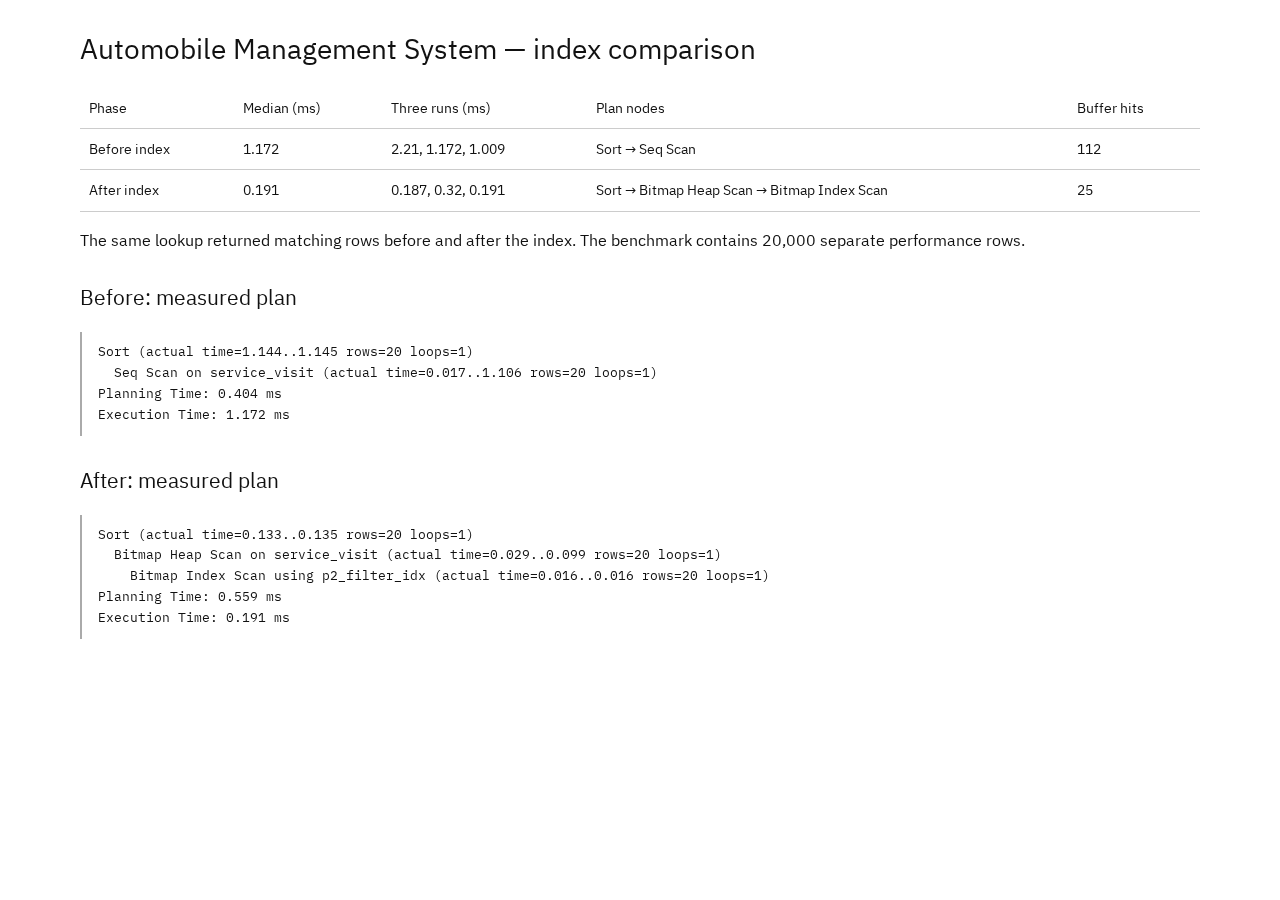 Automobile Management System — index comparison
Phase Median (ms) Three runs (ms) Plan nodes Buffer hits
Before index 1.172 2.21, 1.172, 1.009 Sort → Seq Scan 112
After index 0.191 0.187, 0.32, 0.191 Sort → Bitmap Heap Scan → Bitmap Index Scan 25
The same lookup returned matching rows before and after the index. The benchmark contains 20,000 separate performance rows.
Before: measured plan
Sort (actual time=1.144..1.145 rows=20 loops=1)
  Seq Scan on service_visit (actual time=0.017..1.106 rows=20 loops=1)
Planning Time: 0.404 ms
Execution Time: 1.172 ms
After: measured plan
Sort (actual time=0.133..0.135 rows=20 loops=1)
  Bitmap Heap Scan on service_visit (actual time=0.029..0.099 rows=20 loops=1)
    Bitmap Index Scan using p2_filter_idx (actual time=0.016..0.016 rows=20 loops=1)
Planning Time: 0.559 ms
Execution Time: 0.191 ms